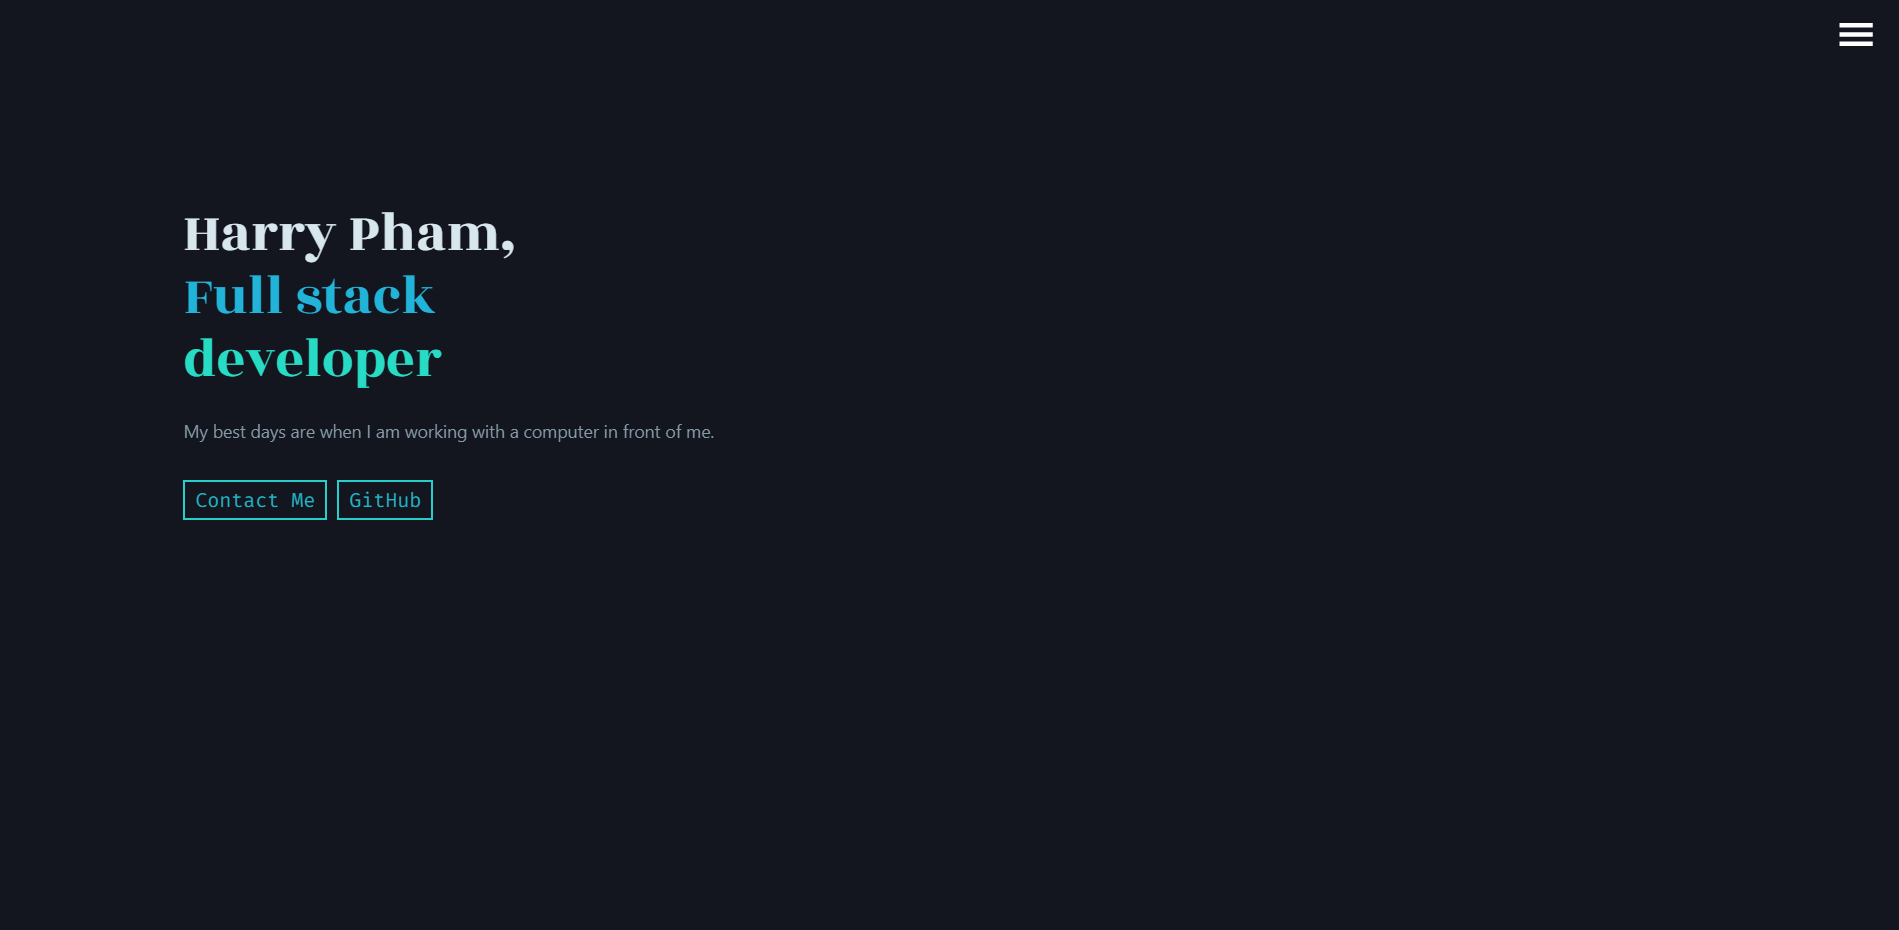 Harry Pham,
Full stack
developer
My best days are when I am working with a computer in front of me.
Contact Me
GitHub